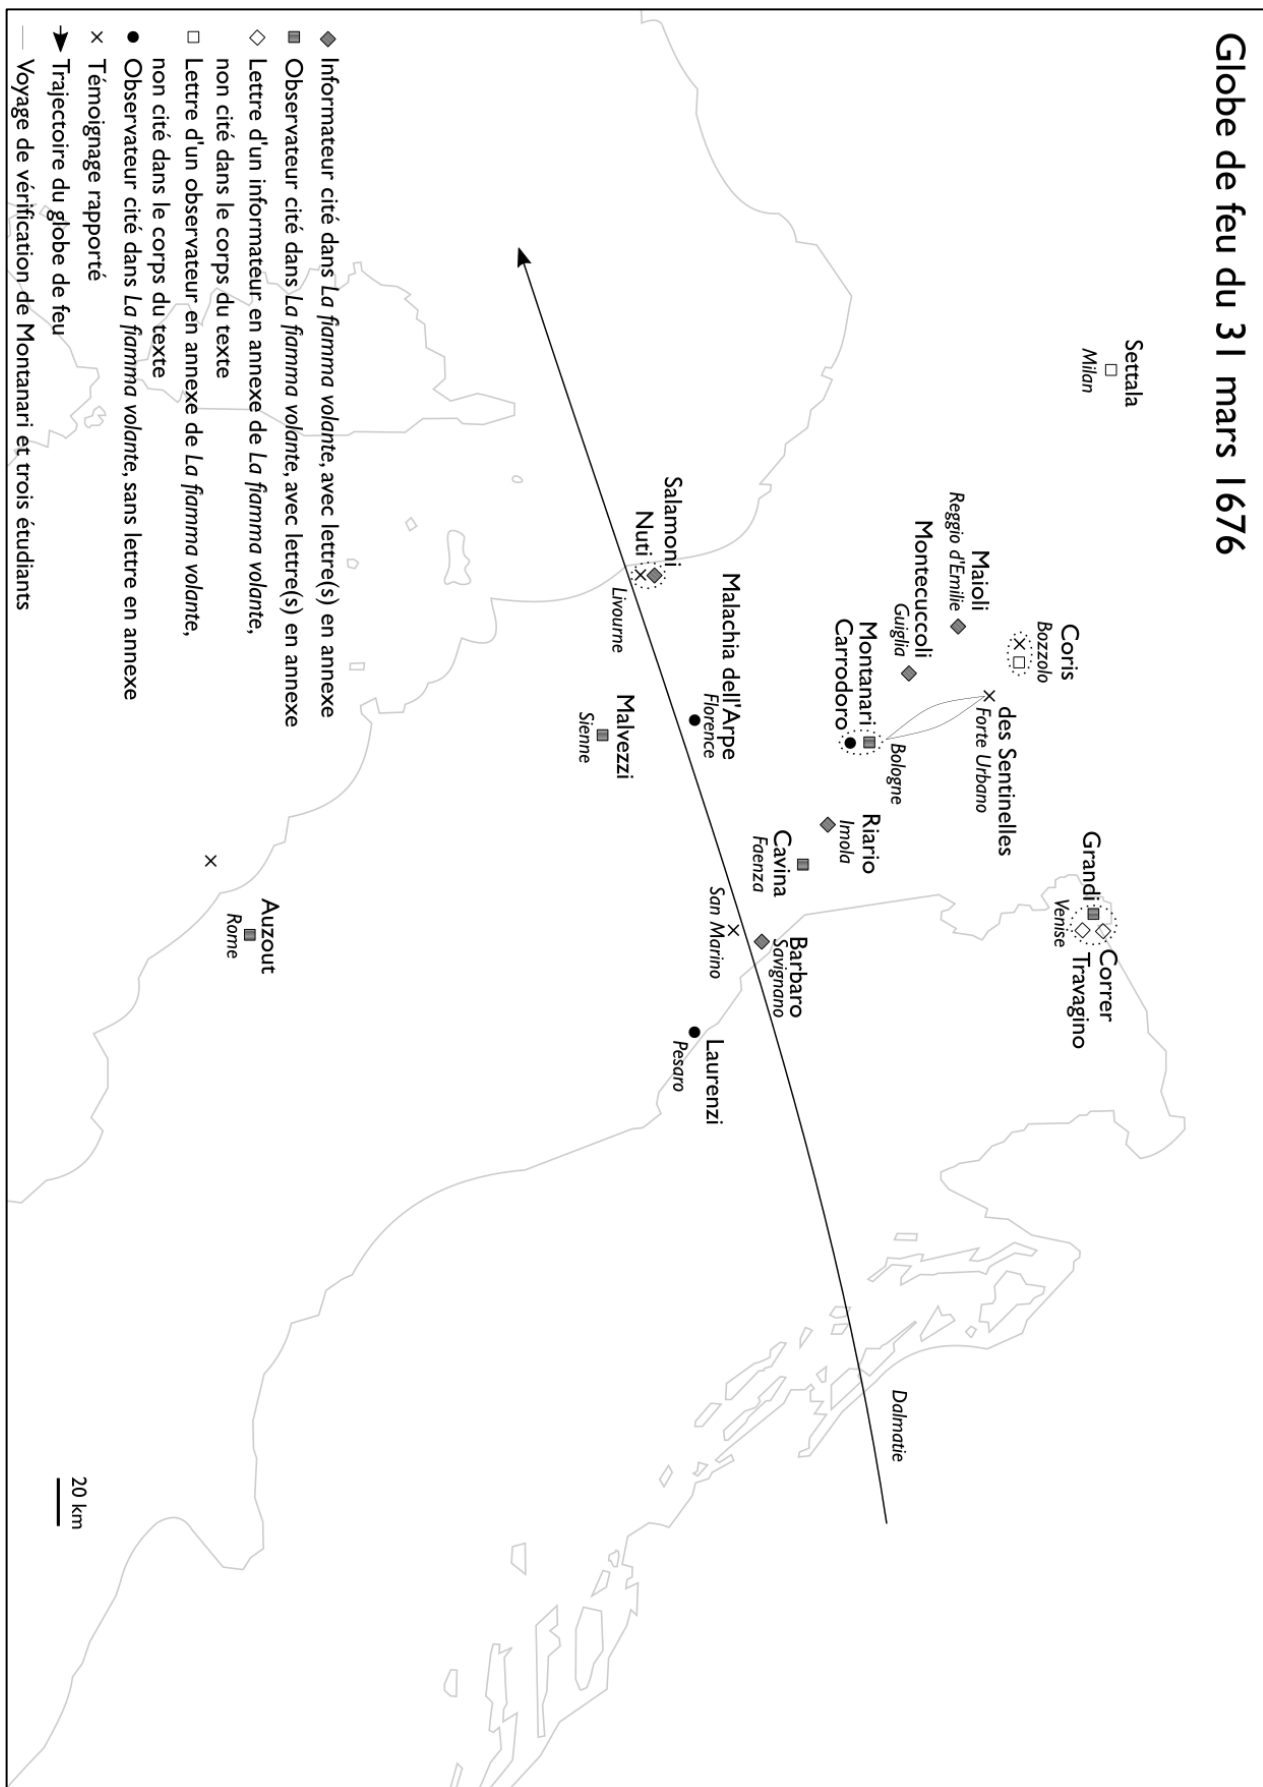 Globe de feu du 31 mars 1676
Settala
Milan
Coris
Bozzolo
Maioli
Reggio d'Emilie
Montecuccoli
Guiglia
des Sentinelles
Forte Urbano
Grandi
Venise
Correr
Travagino
Montanari
Carrodoro
Bologne
Riario
Imola
Cavina
Faenza
Barbaro
Savignano
San Marino
Laurenzi
Pesaro
Dalmatie
Salamoni
Nuti
Livourne
Malachia dell'Arpe
Florence
Malvezzi
Sienne
Auzout
Rome
Informateur cité dans La fiamma volante, avec lettre(s) en annexe
Observateur cité dans La fiamma volante, avec lettre(s) en annexe
Lettre d'un informateur en annexe de La fiamma volante,
non cité dans le corps du texte
Lettre d'un observateur en annexe de La fiamma volante,
non cité dans le corps du texte
Observateur cité dans La fiamma volante, sans lettre en annexe
Témoignage rapporté
Trajectoire du globe de feu
Voyage de vérification de Montanari et trois étudiants
20 km